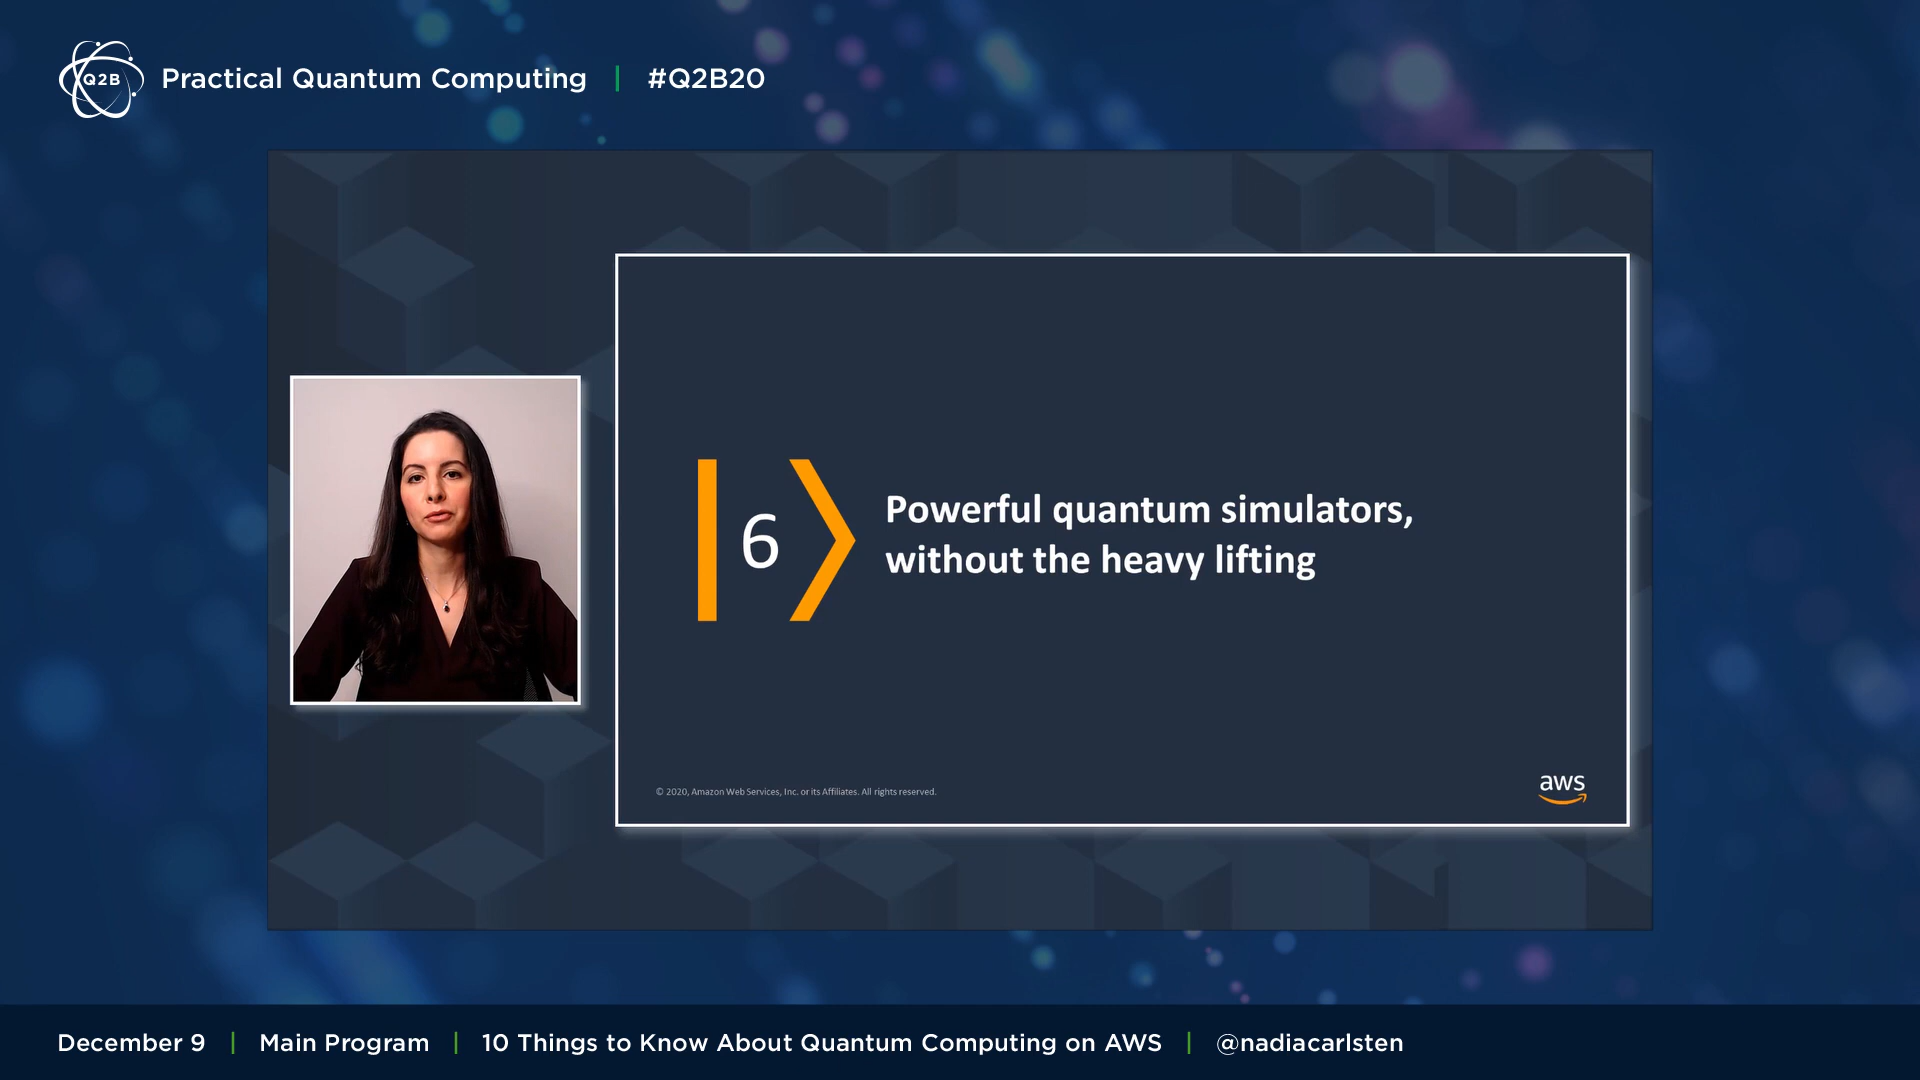 Q2B
Practical Quantum Computing | #Q2B20
6
Powerful quantum simulators,
without the heavy lifting
© 2020, Amazon Web Services, Inc. or its Affiliates. All rights reserved.
aws
December 9 | Main Program | 10 Things to Know About Quantum Computing on AWS | @nadiacarlsten